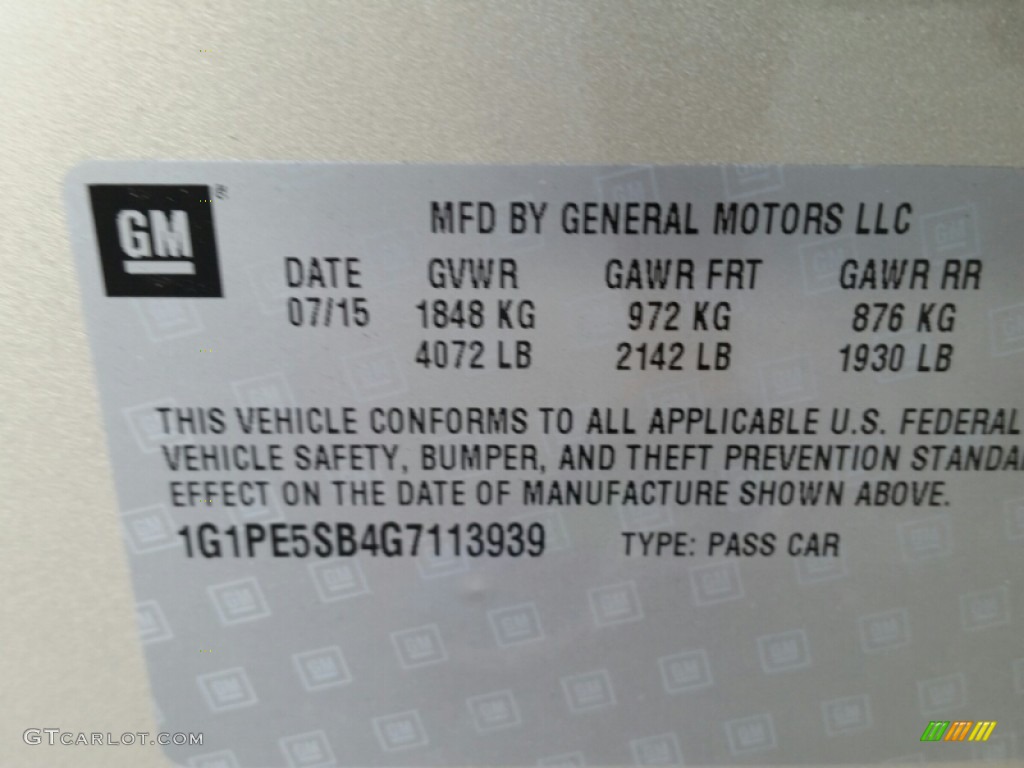 GM
MFD BY GENERAL MOTORS LLC
DATE GVWR GAWR FRT GAWR RR
07/15 1848 KG 972 KG 876 KG
4072 LB 2142 LB 1930 LB
THIS VEHICLE CONFORMS TO ALL APPLICABLE U.S. FEDERAL
VEHICLE SAFETY, BUMPER, AND THEFT PREVENTION STANDA
EFFECT ON THE DATE OF MANUFACTURE SHOWN ABOVE.
1G1PE5SB4G7113939 TYPE: PASS CAR
GTCARLOT.COM